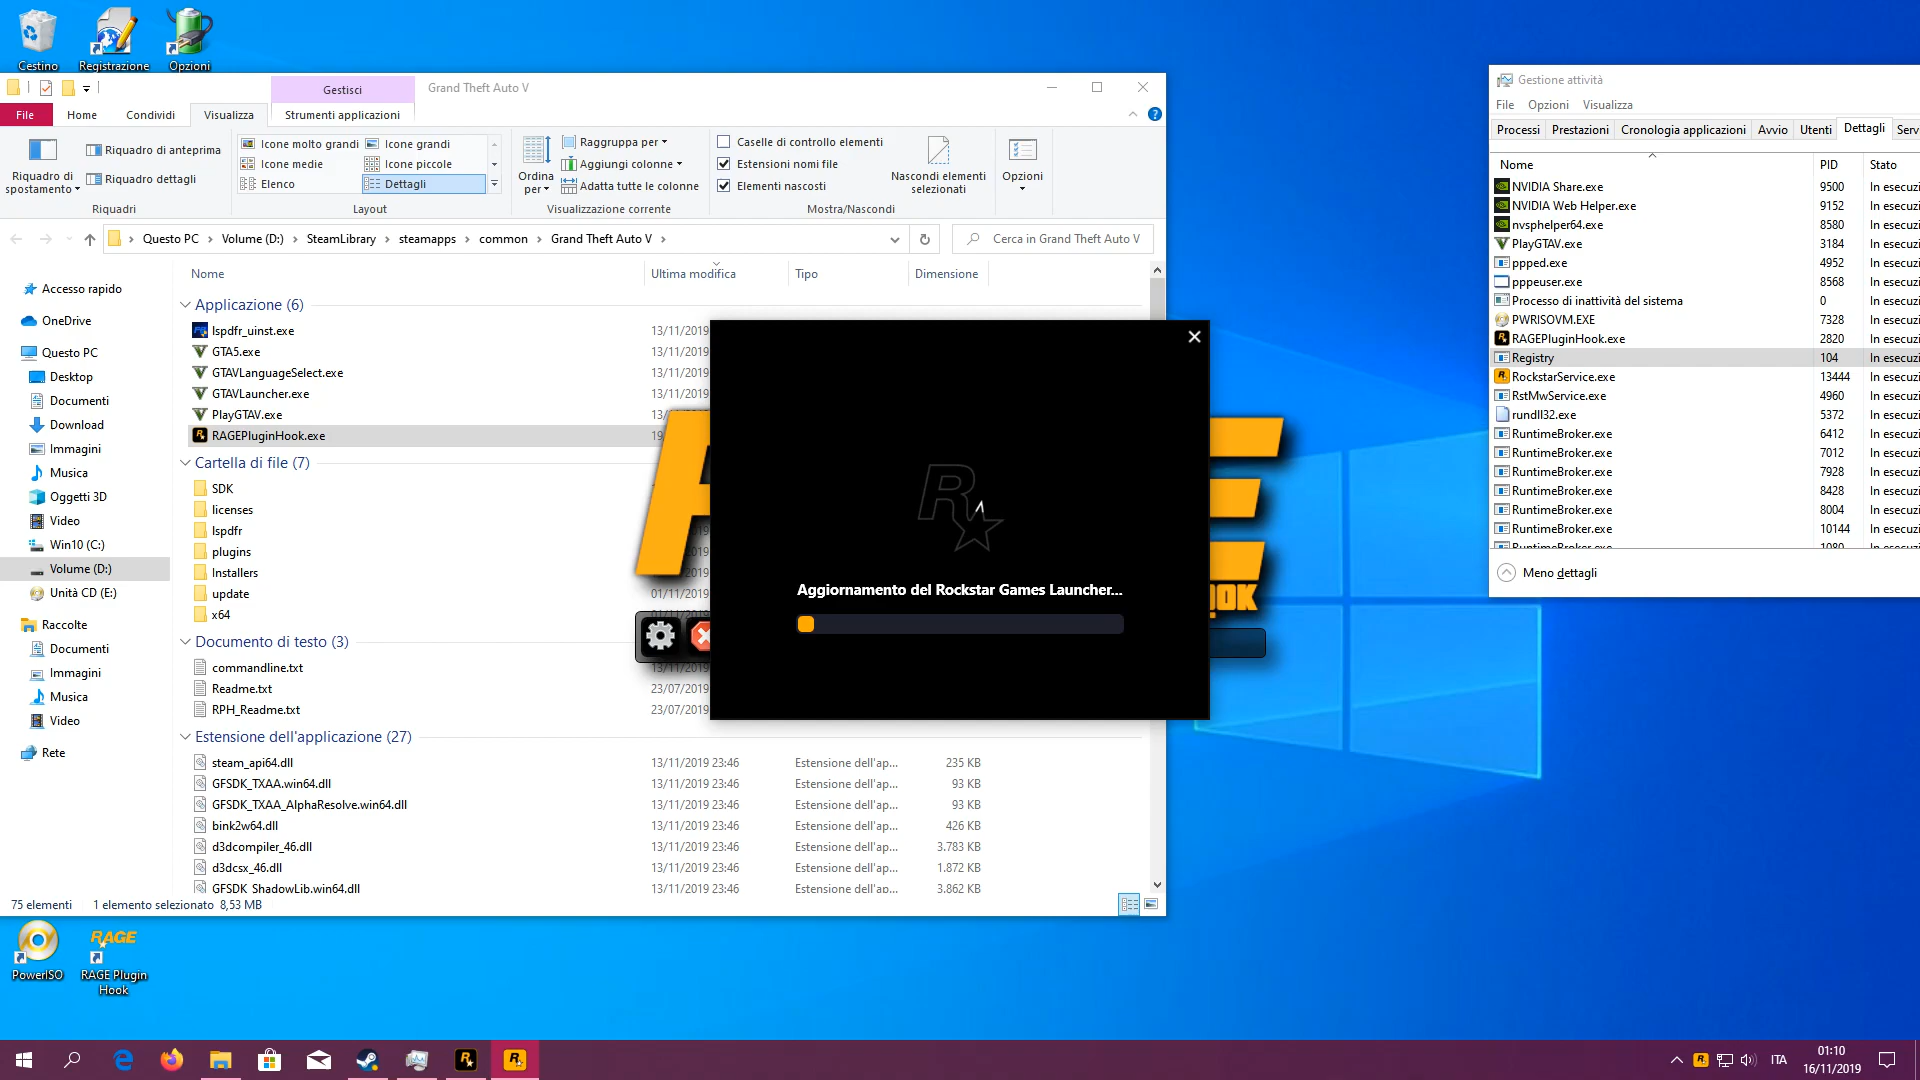 Cestino
Registrazione
Opzioni
Gestisci
Grand Theft Auto V
File
Home
Condividi
Visualizza
Strumenti applicazioni
Riquadro di spostamento
Riquadro di anteprima
Riquadro dettagli
Riquadri
Icone molto grandi
Icone grandi
Icone medie
Icone piccole
Elenco
Dettagli
Layout
Ordina per
Raggruppa per
Aggiungi colonne
Adatta tutte le colonne
Visualizzazione corrente
Caselle di controllo elementi
Estensioni nomi file
Elementi nascosti
Nascondi elementi selezionati
Mostra/Nascondi
Opzioni
Questo PC
Volume (D:)
SteamLibrary
steamapps
common
Grand Theft Auto V
Cerca in Grand Theft Auto V
Accesso rapido
OneDrive
Questo PC
Desktop
Documenti
Download
Immagini
Musica
Oggetti 3D
Video
Win10 (C:)
Volume (D:)
Unità CD (E:)
Raccolte
Documenti
Immagini
Musica
Video
Rete
Nome Ultima modifica Tipo Dimensione
Applicazione (6)
lspdfr_uinst.exe 13/11/2019
GTA5.exe 13/11/2019
GTAVLanguageSelect.exe 13/11/2019
GTAVLauncher.exe 13/11/2019
PlayGTAV.exe 13/
RAGEPluginHook.exe 19
Cartella di file (7)
SDK
licenses
lspdfr
plugins
Installers
update 01/11/2019
x64
Documento di testo (3)
commandline.txt 13/11/2019
Readme.txt 23/07/2019
RPH_Readme.txt 23/07/2019
Estensione dell'applicazione (27)
steam_api64.dll 13/11/2019 23:46 Estensione dell'ap... 235 KB
GFSDK_TXAA.win64.dll 13/11/2019 23:46 Estensione dell'ap... 93 KB
GFSDK_TXAA_AlphaResolve.win64.dll 13/11/2019 23:46 Estensione dell'ap... 93 KB
bink2w64.dll 13/11/2019 23:46 Estensione dell'ap... 426 KB
d3dcompiler_46.dll 13/11/2019 23:46 Estensione dell'ap... 3.783 KB
d3dcsx_46.dll 13/11/2019 23:46 Estensione dell'ap... 1.872 KB
GFSDK_ShadowLib.win64.dll 13/11/2019 23:46 Estensione dell'ap... 3.862 KB
75 elementi 1 elemento selezionato 8,53 MB
Aggiornamento del Rockstar Games Launcher...
Gestione attività
File Opzioni Visualizza
Processi Prestazioni Cronologia applicazioni Avvio Utenti Dettagli Serv
Nome PID Stato
NVIDIA Share.exe 9500 In esecuzi
NVIDIA Web Helper.exe 9152 In esecuzi
nvsphelper64.exe 8580 In esecuzi
PlayGTAV.exe 3184 In esecuzi
ppped.exe 4952 In esecuzi
pppeuser.exe 8568 In esecuzi
Processo di inattività del sistema 0 In esecuzi
PWRISOVM.EXE 7328 In esecuzi
RAGEPluginHook.exe 2820 In esecuzi
Registry 104 In esecuzi
RockstarService.exe 13444 In esecuzi
RstMwService.exe 4960 In esecuzi
rundll32.exe 5372 In esecuzi
RuntimeBroker.exe 6412 In esecuzi
RuntimeBroker.exe 7012 In esecuzi
RuntimeBroker.exe 7928 In esecuzi
RuntimeBroker.exe 8428 In esecuzi
RuntimeBroker.exe 8004 In esecuzi
RuntimeBroker.exe 10144 In esecuzi
RuntimeBroker.exe 1080 In esecuzi
Meno dettagli
PowerISO
RAGE
RAGE Plugin
Hook
ITA
01:10
16/11/2019